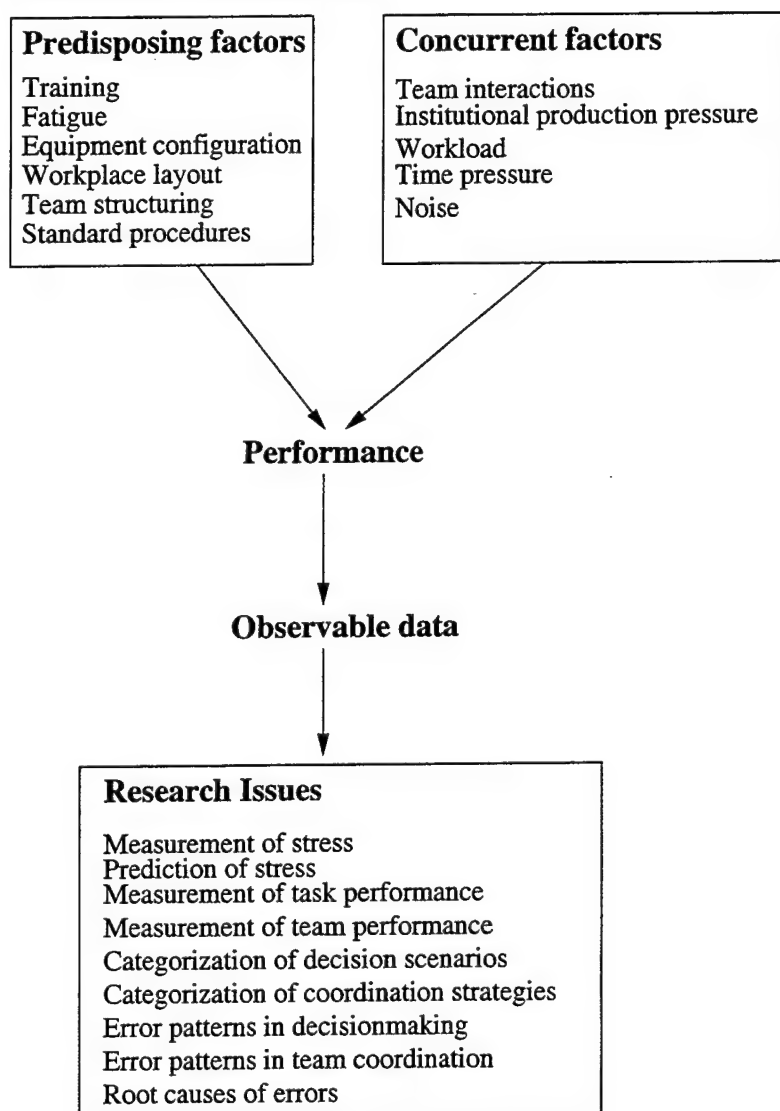 Predisposing factors
Training
Fatigue
Equipment configuration
Workplace layout
Team structuring
Standard procedures
Concurrent factors
Team interactions
Institutional production pressure
Workload
Time pressure
Noise
Performance
Observable data
Research Issues
Measurement of stress
Prediction of stress
Measurement of task performance
Measurement of team performance
Categorization of decision scenarios
Categorization of coordination strategies
Error patterns in decisionmaking
Error patterns in team coordination
Root causes of errors